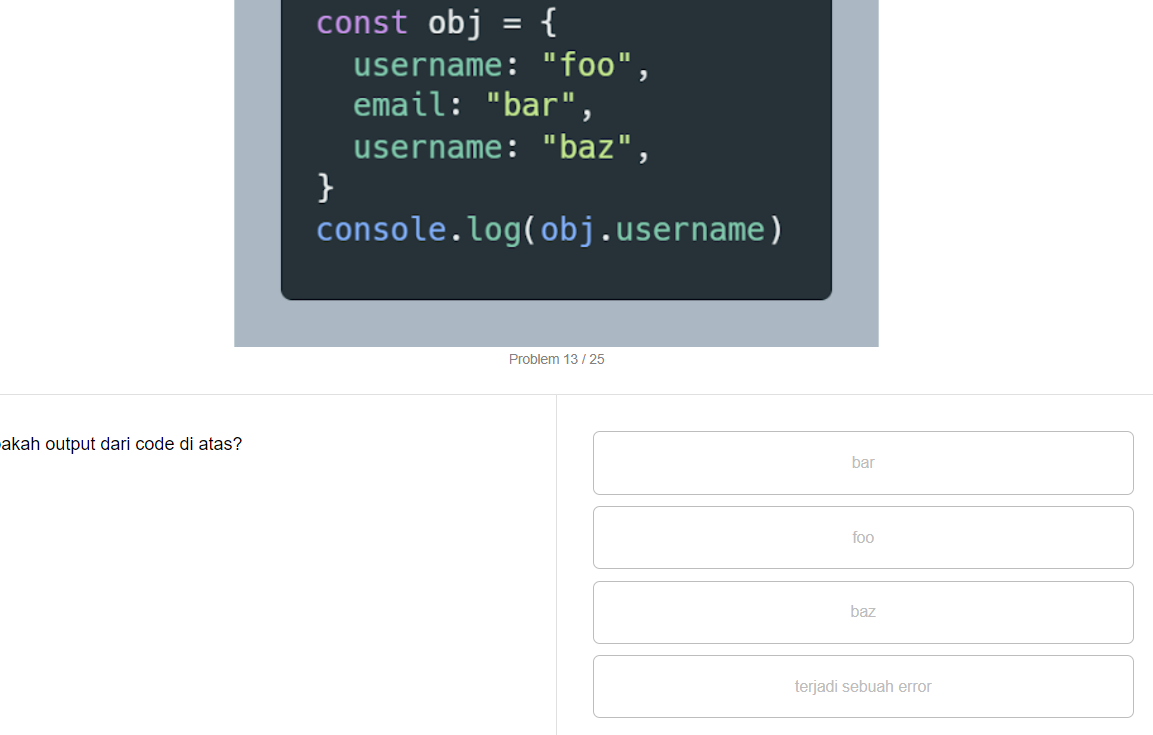 const obj = {
  username: "foo",
  email: "bar",
  username: "baz",
}
console.log(obj.username)
Problem 13 / 25
akah output dari code di atas?
bar
foo
baz
terjadi sebuah error